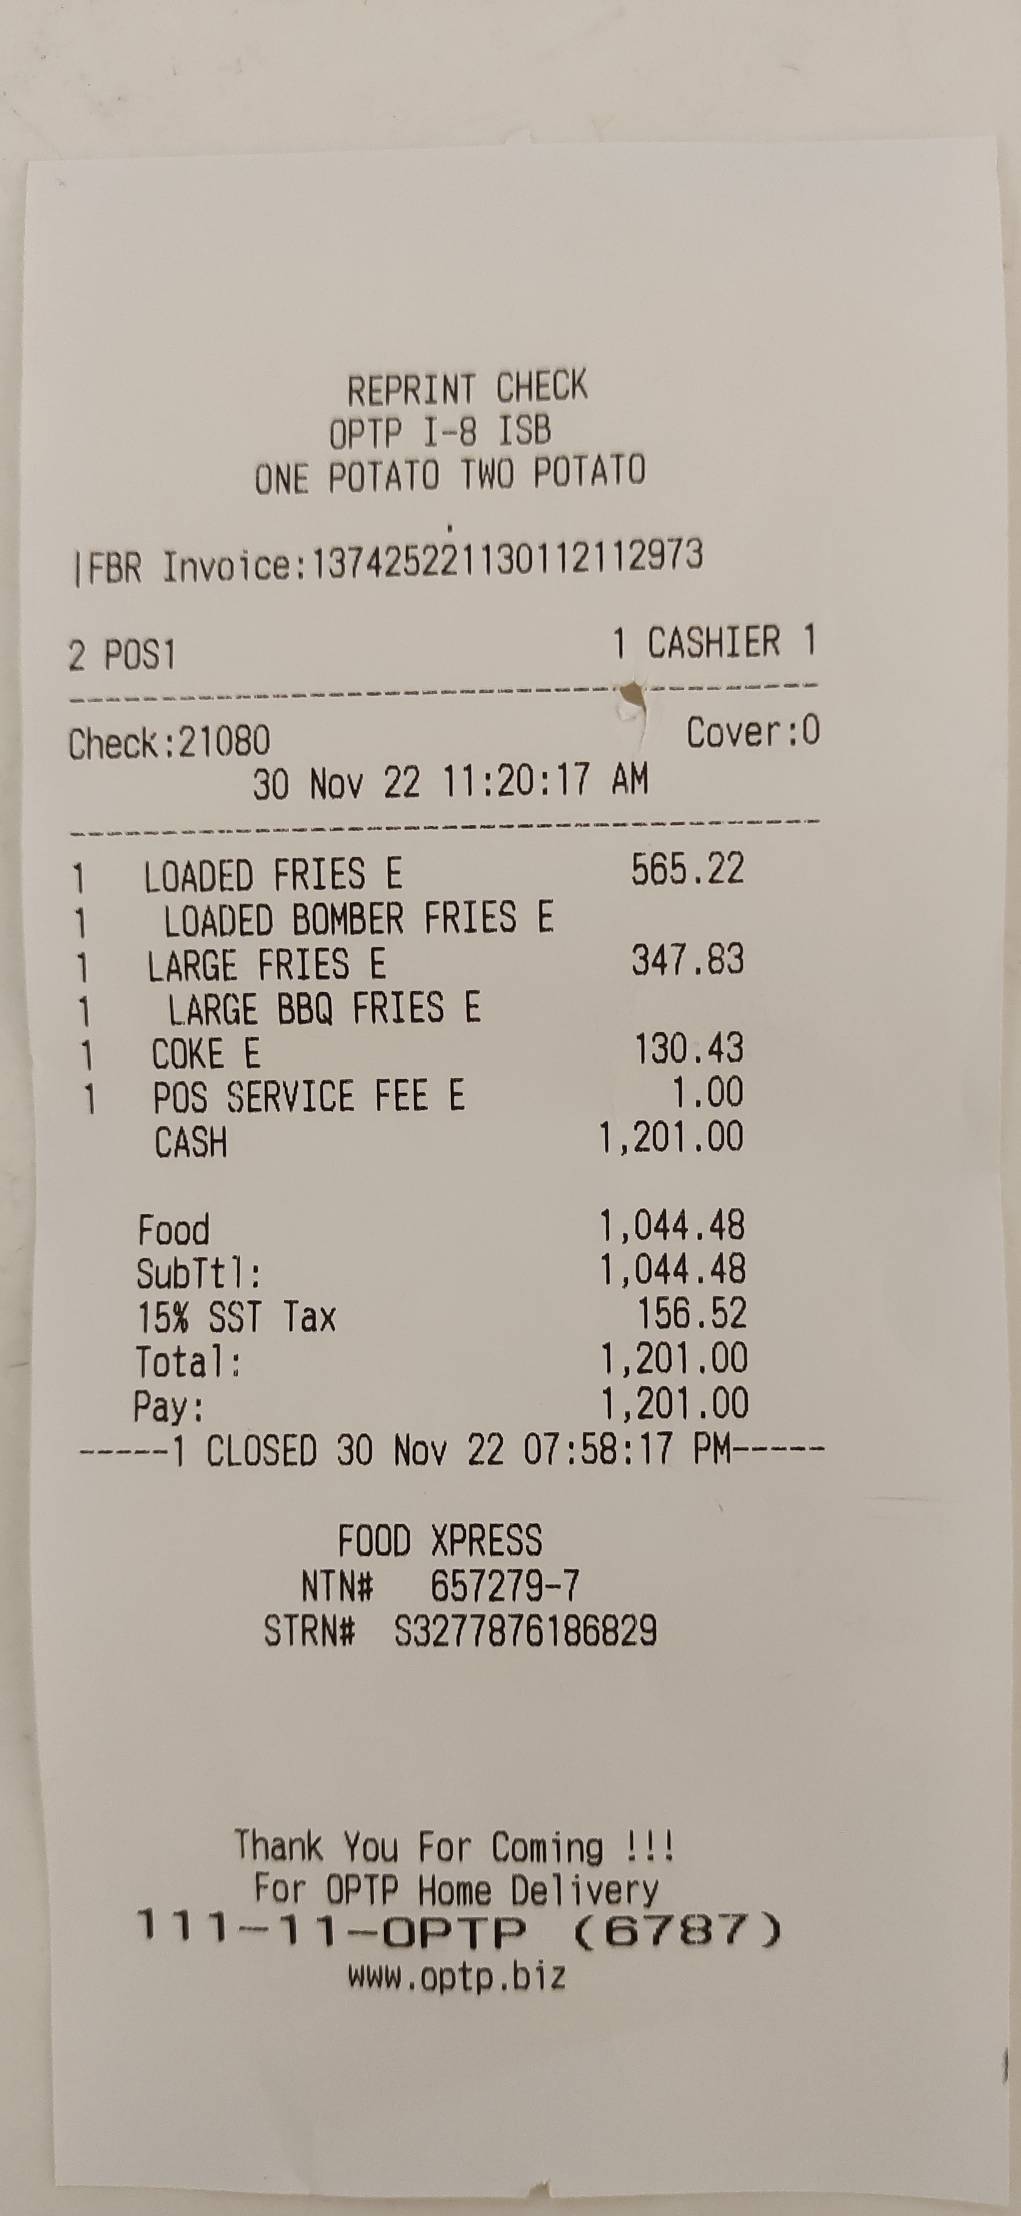 REPRINT CHECK
OPTP I-8 ISB
ONE POTATO TWO POTATO
|FBR Invoice:137425221130112112973
2 POS1 1 CASHIER 1
--------------------------------------------
Check:21080 Cover:0
30 Nov 22 11:20:17 AM
--------------------------------------------
1 LOADED FRIES E 565.22
1 LOADED BOMBER FRIES E
1 LARGE FRIES E 347.83
1 LARGE BBQ FRIES E
1 COKE E 130.43
1 POS SERVICE FEE E 1.00
CASH 1,201.00
Food 1,044.48
SubTtl: 1,044.48
15% SST Tax 156.52
Total: 1,201.00
Pay: 1,201.00
-----1 CLOSED 30 Nov 22 07:58:17 PM-----
FOOD XPRESS
NTN# 657279-7
STRN# S3277876186829
Thank You For Coming !!!
For OPTP Home Delivery
111-11-OPTP (6787)
www.optp.biz